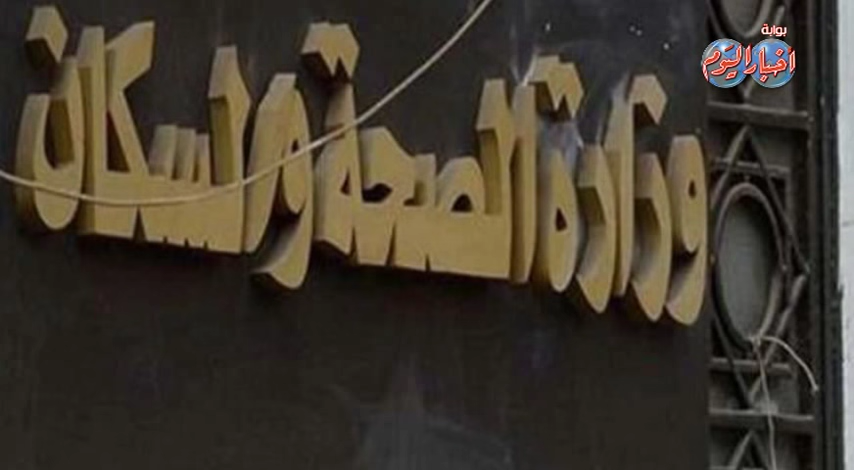 بوابة
أخبار اليوم
وزارة الصحة والسكان